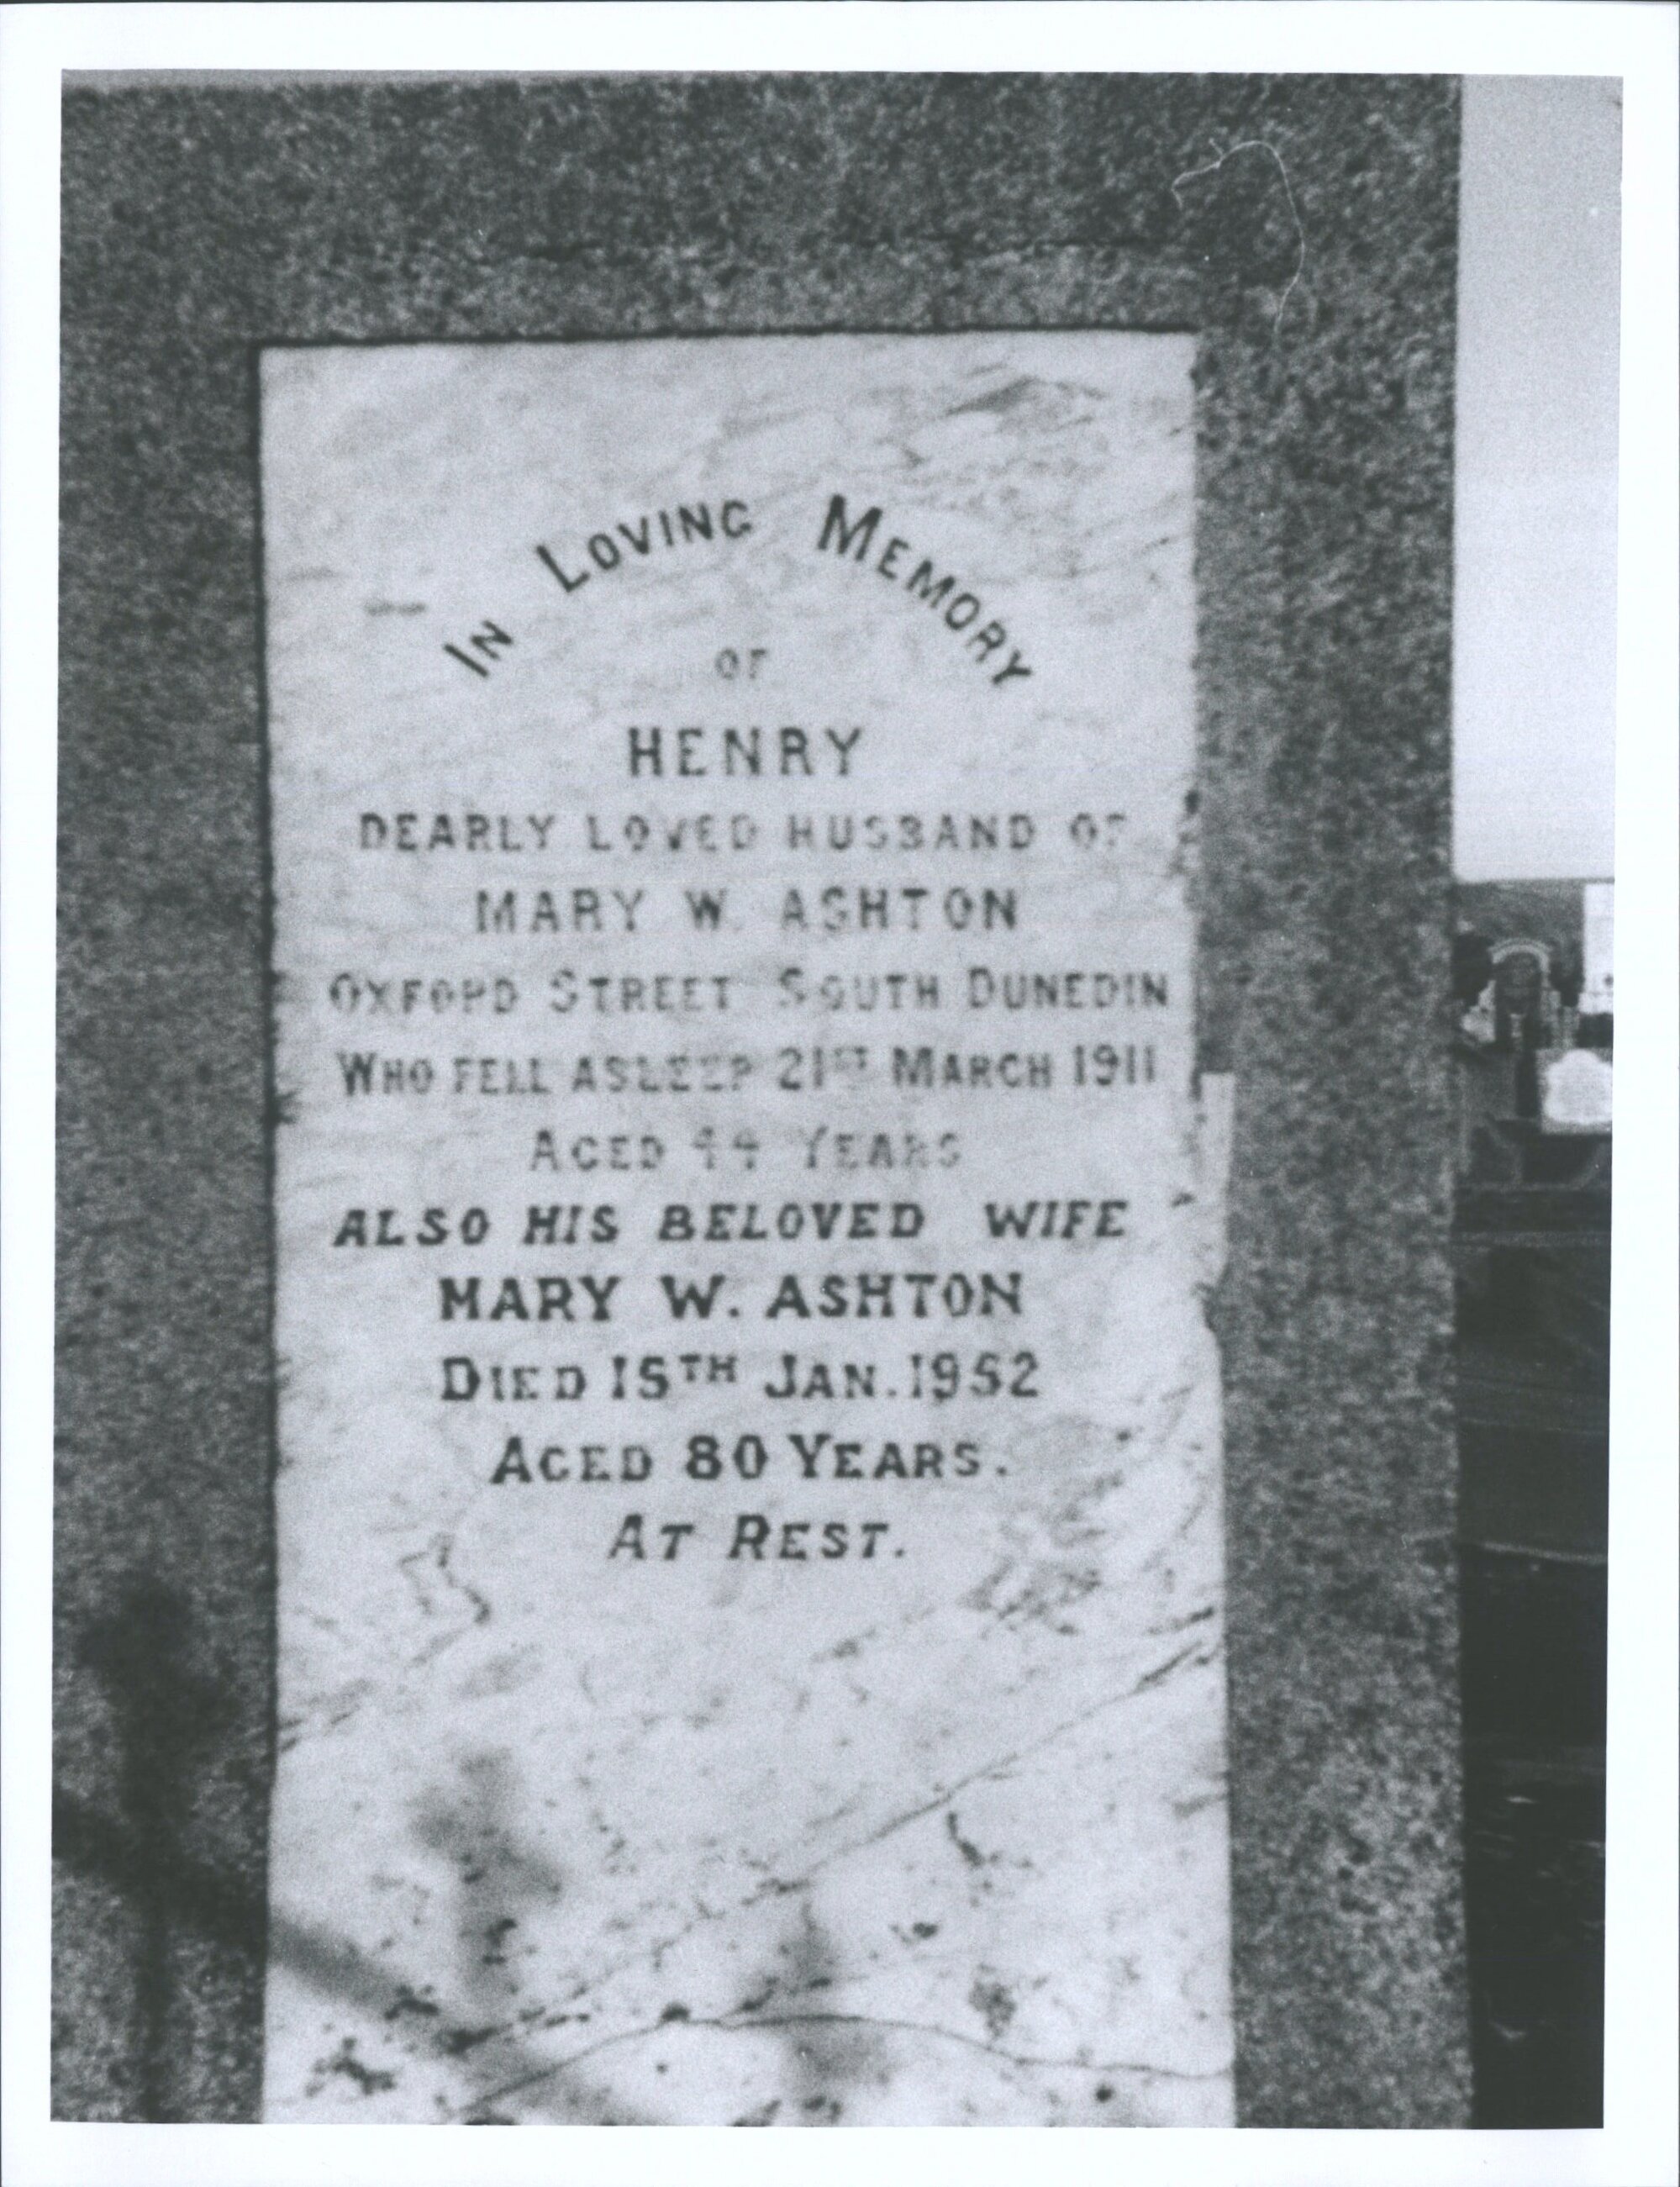 IN LOVING MEMORY
OF
HENRY
DEARLY LOVED HUSBAND OF
MARY W. ASHTON
OXFORD STREET SOUTH DUNEDIN
WHO FELL ASLEEP 21ST MARCH 1911
AGED 44 YEARS
ALSO HIS BELOVED WIFE
MARY W. ASHTON
DIED 15TH JAN. 1952
AGED 80 YEARS.
AT REST.